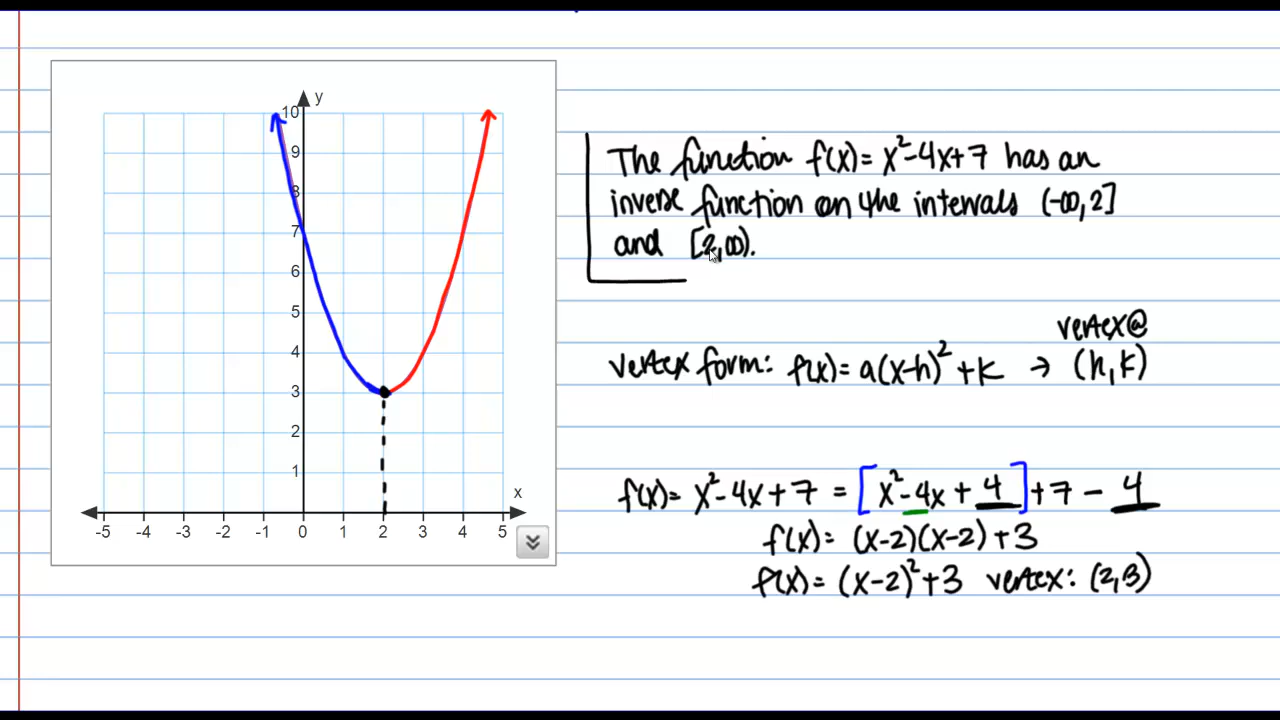 y
10
9
8
7
6
5
4
3
2
1
x
-5 -4 -3 -2 -1 0 1 2 3 4 5
The function f(x)= x²-4x+7 has an
inverse function on the intervals (-∞,2]
and [2,∞).
vertex@
vertex form: f(x)= a(x-h)²+k → (h,k)
f(x)= x²-4x+7 = [x²-4x+4]+7-4
f(x)= (x-2)(x-2)+3
f(x)= (x-2)²+3 vertex: (2,3)